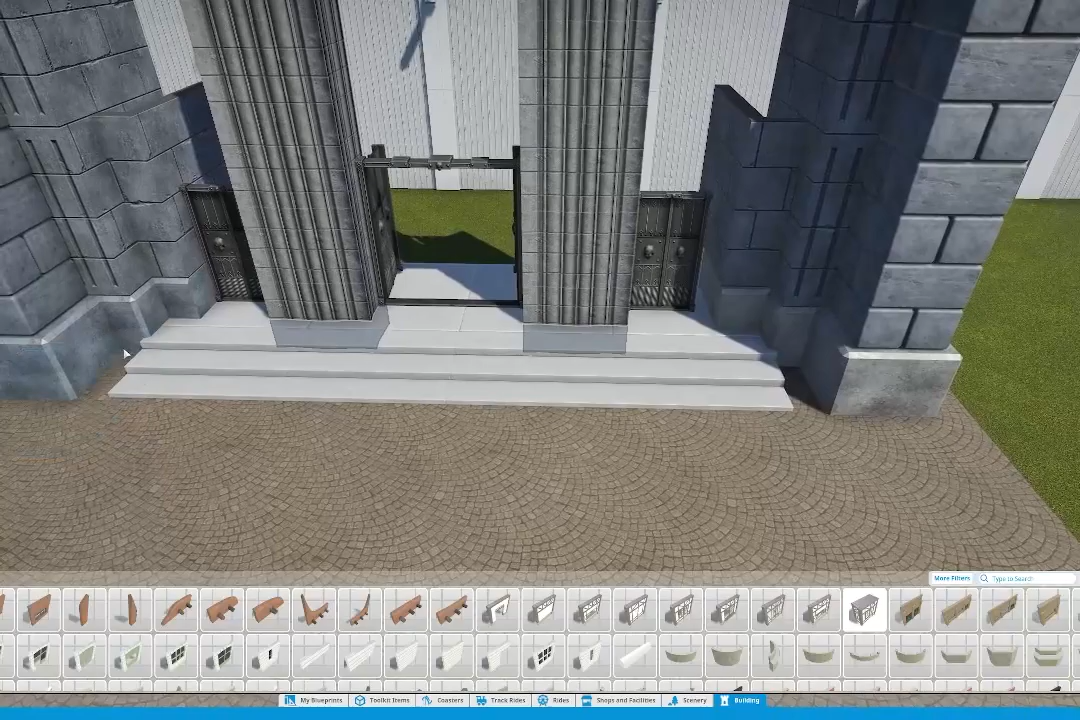 More Filters Type to Search
My Blueprints Toolkit Items Coasters Track Rides Rides Shops and Facilities Scenery Building